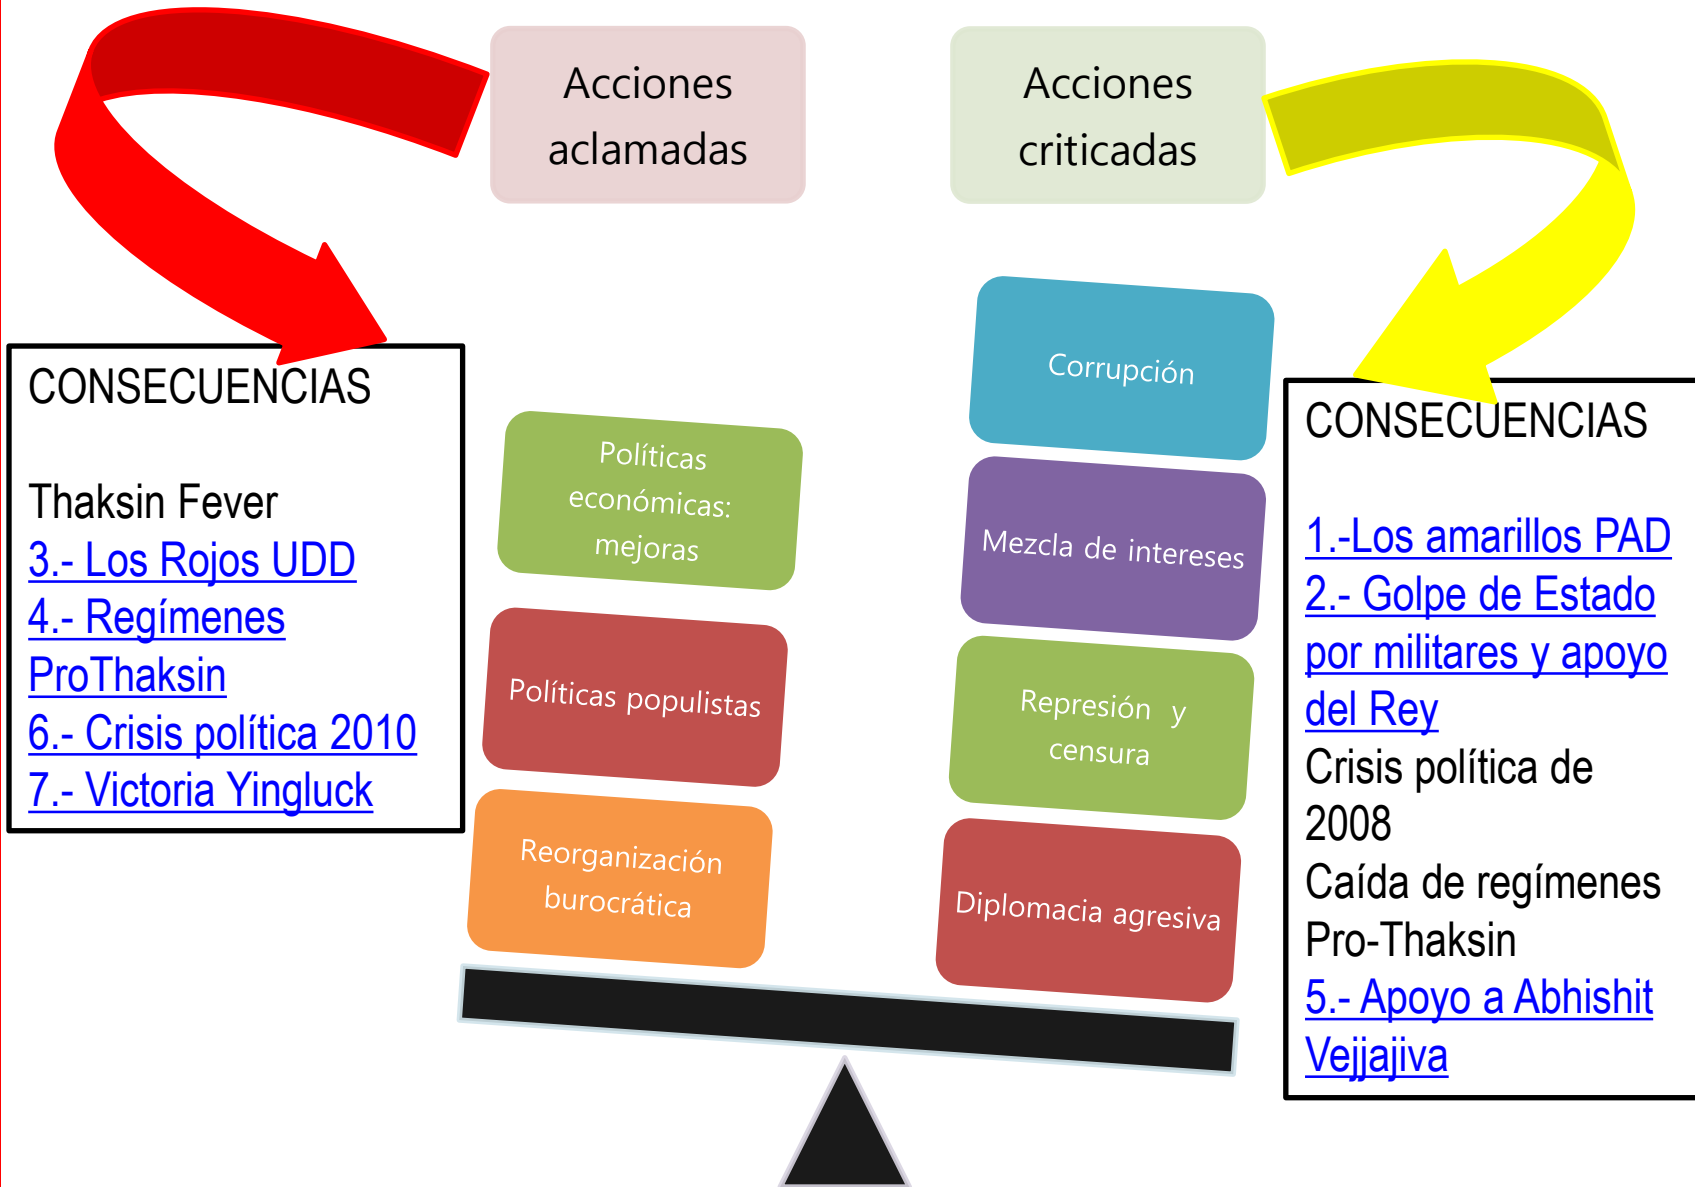 Acciones
aclamadas
Acciones
criticadas
CONSECUENCIAS
Thaksin Fever
3.- Los Rojos UDD
4.- Regímenes
ProThaksin
6.- Crisis política 2010
7.- Victoria Yingluck
Políticas
económicas:
mejoras
Políticas populistas
Reorganización
burocrática
Corrupción
Mezcla de intereses
Represión y
censura
Diplomacia agresiva
CONSECUENCIAS
1.-Los amarillos PAD
2.- Golpe de Estado
por militares y apoyo
del Rey
Crisis política de
2008
Caída de regímenes
Pro-Thaksin
5.- Apoyo a Abhishit
Vejjajiva